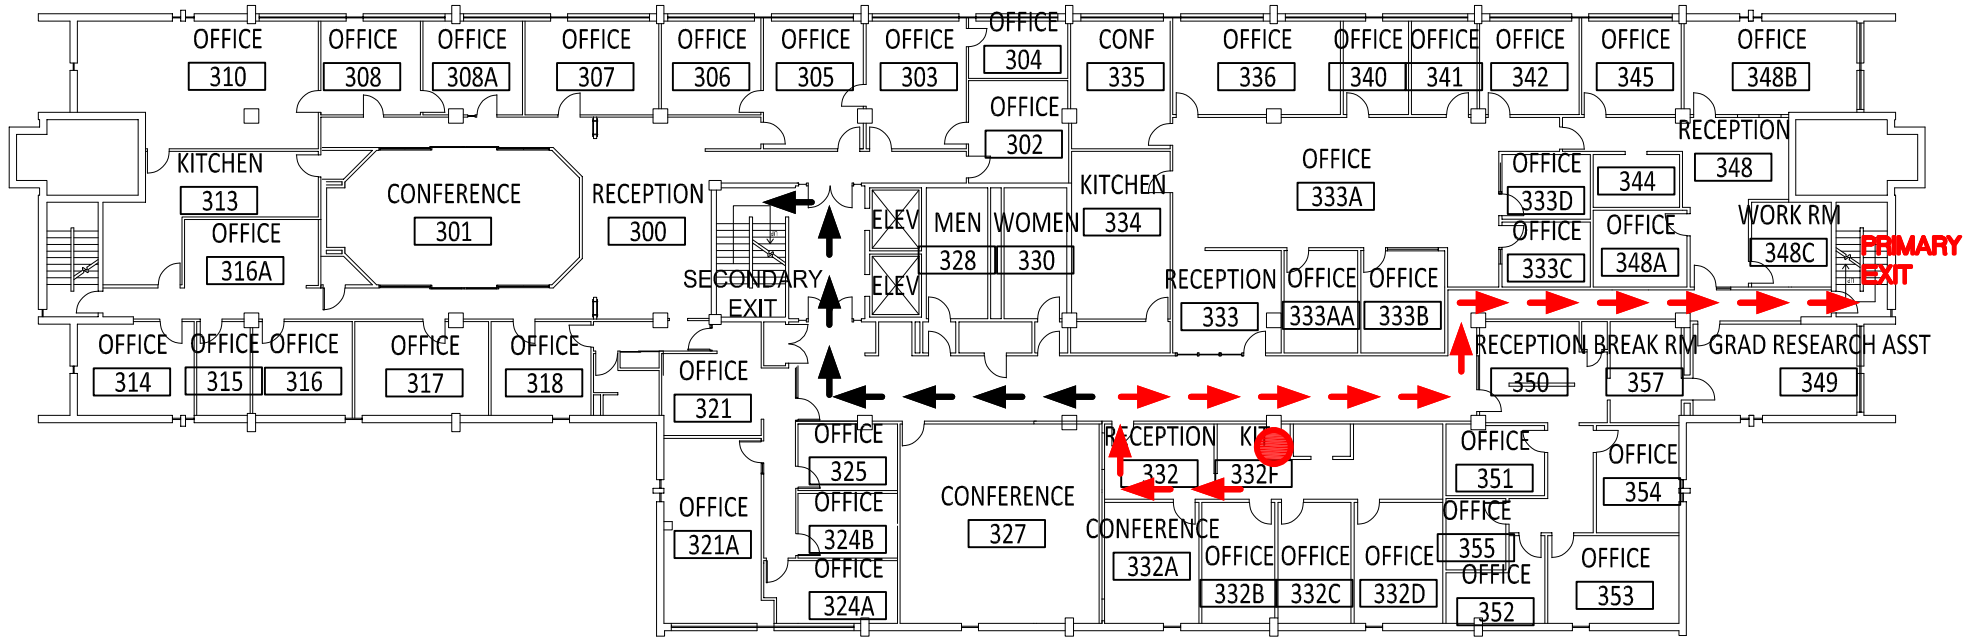 OFFICE
310
OFFICE
308
OFFICE
308A
OFFICE
307
OFFICE
306
OFFICE
305
OFFICE
303
OFFICE
304
CONF
335
OFFICE
336
OFFICE
340
OFFICE
341
OFFICE
342
OFFICE
345
OFFICE
348B
OFFICE
302
KITCHEN
313
CONFERENCE
301
RECEPTION
300
KITCHEN
334
OFFICE
333A
OFFICE
333D
344
RECEPTION
348
OFFICE
316A
ELEV
MEN
328
WOMEN
330
OFFICE
333C
OFFICE
348A
WORK RM
348C
PRIMARY
EXIT
SECONDARY
EXIT
ELEV
RECEPTION
333
OFFICE
333AA
OFFICE
333B
OFFICE
314
OFFICE
315
OFFICE
316
OFFICE
317
OFFICE
318
OFFICE
321
RECEPTION
350
BREAK RM
357
GRAD RESEARCH ASST
349
OFFICE
325
RECEPTION
332
KIT
332F
OFFICE
351
OFFICE
354
OFFICE
321A
OFFICE
324B
CONFERENCE
327
CONFERENCE
332A
OFFICE
332B
OFFICE
332C
OFFICE
332D
OFFICE
355
OFFICE
324A
OFFICE
352
OFFICE
353